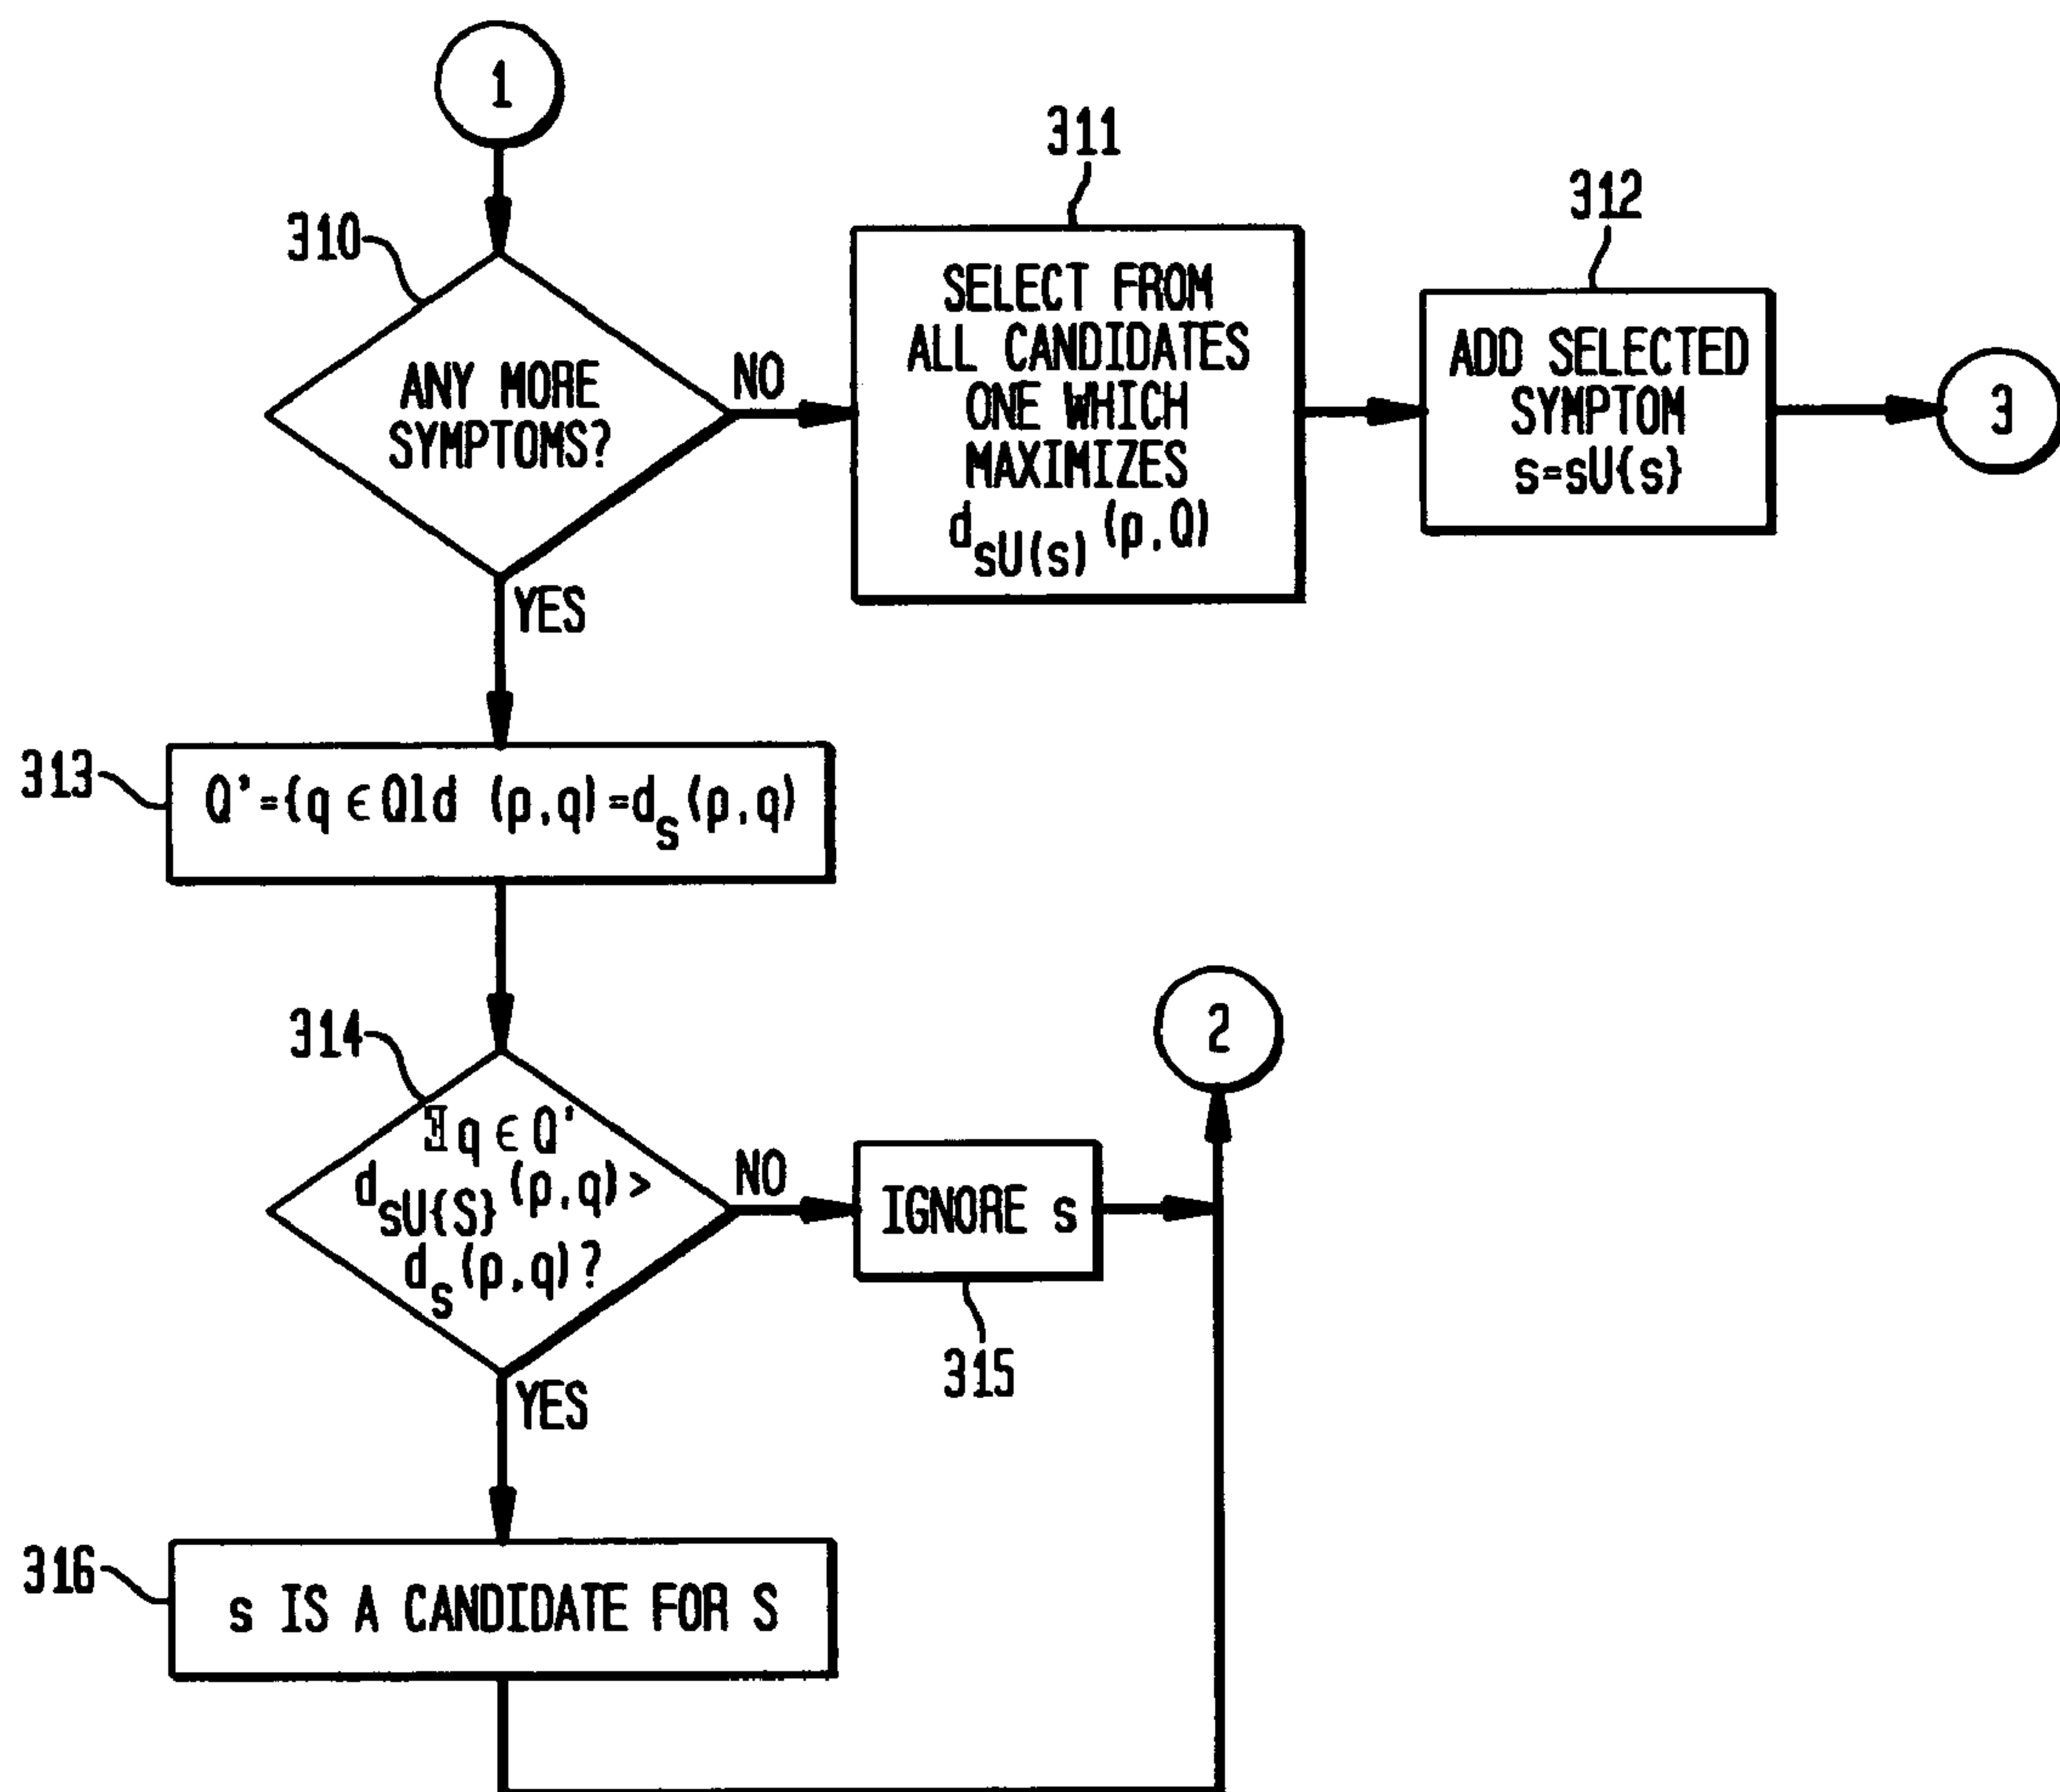 1
310
ANY MORE
SYMPTOMS?
NO
YES
311
SELECT FROM
ALL CANDIDATES
ONE WHICH
MAXIMIZES
d_sU(s) (p,Q)
312
ADD SELECTED
SYMPTOM
s=sU{s}
3
313
Q'={q ϵ Q]d (p,q)=d_s(p,q)
314
∃q ϵ Q'
d_sU{S} (p,q)>
d_s(p,q)?
NO
YES
IGNORE s
315
2
316
s IS A CANDIDATE FOR S